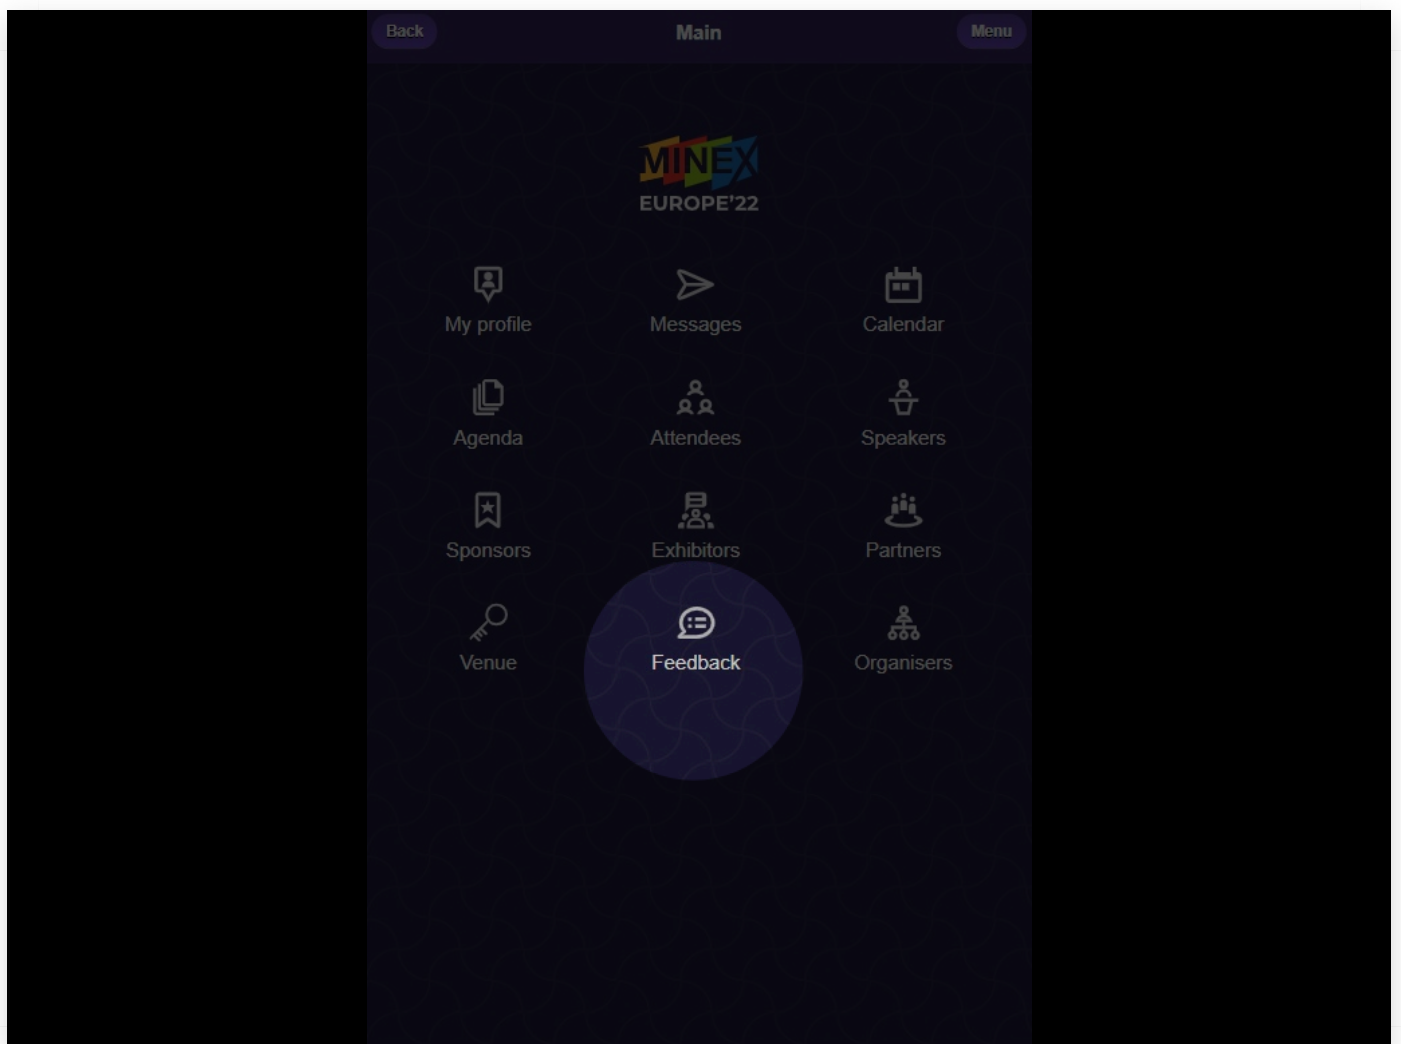 Back Main Menu
MINEX
EUROPE'22
My profile Messages Calendar
Agenda Attendees Speakers
Sponsors Exhibitors Partners
Venue Feedback Organisers